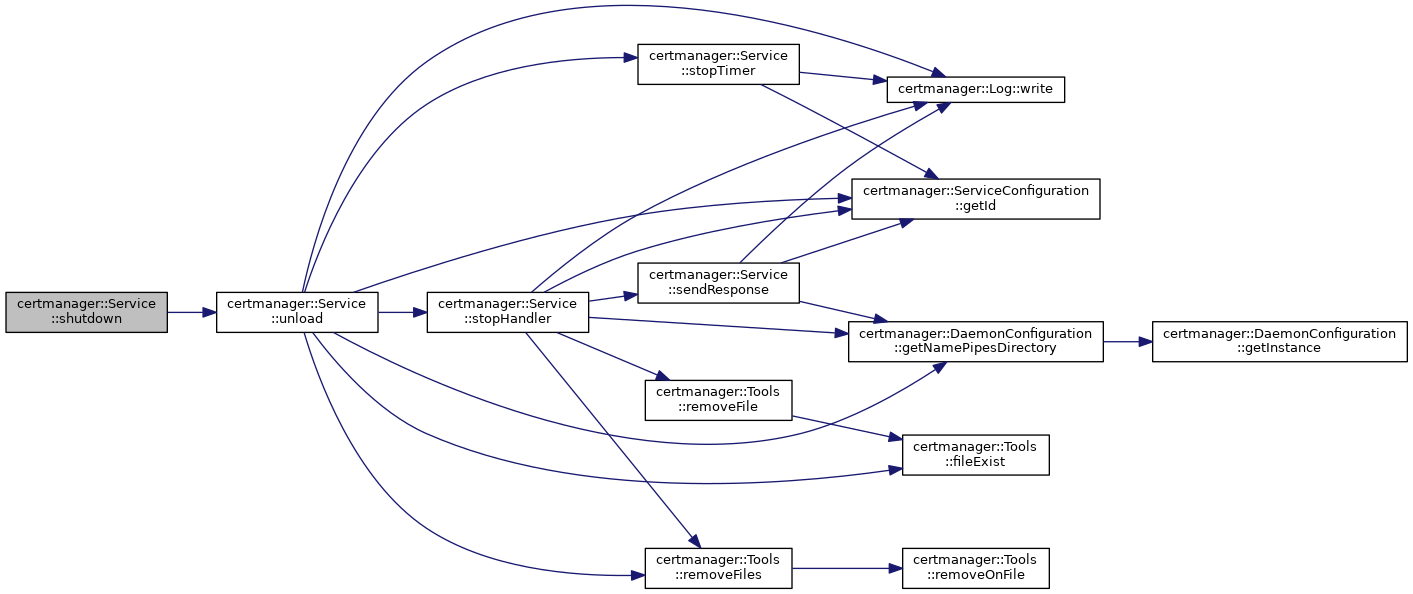 certmanager::Service
::shutdown
certmanager::Service
::unload
certmanager::Service
::stopHandler
certmanager::Service
::stopTimer
certmanager::Service
::sendResponse
certmanager::Tools
::removeFile
certmanager::Tools
::removeFiles
certmanager::Log::write
certmanager::ServiceConfiguration
::getId
certmanager::DaemonConfiguration
::getNamePipesDirectory
certmanager::Tools
::fileExist
certmanager::Tools
::removeOnFile
certmanager::DaemonConfiguration
::getInstance